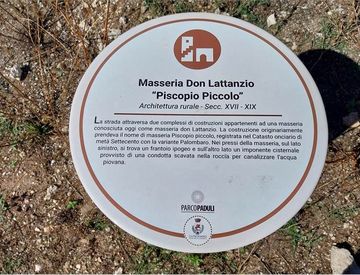 Masseria Don Lattanzio
"Piscopio Piccolo"
Architettura rurale - Secc. XVII - XIX
La strada attraversa due complessi di costruzioni appartenenti ad una masseria
conosciuta oggi come masseria don Lattanzio. La costruzione originariamente
prendeva il nome di masseria Piscopio Piccolo, registrata nel Catasto onciario di
metà Settecento con la variante Palombaro. Nei pressi della masseria, sul lato
sinistro, si trova un frantoio ipogeo e sull'altro lato un imponente cisternale
provvisto di una condotta scavata nella roccia per canalizzare l'acqua
piovana.
PARCOPADULI